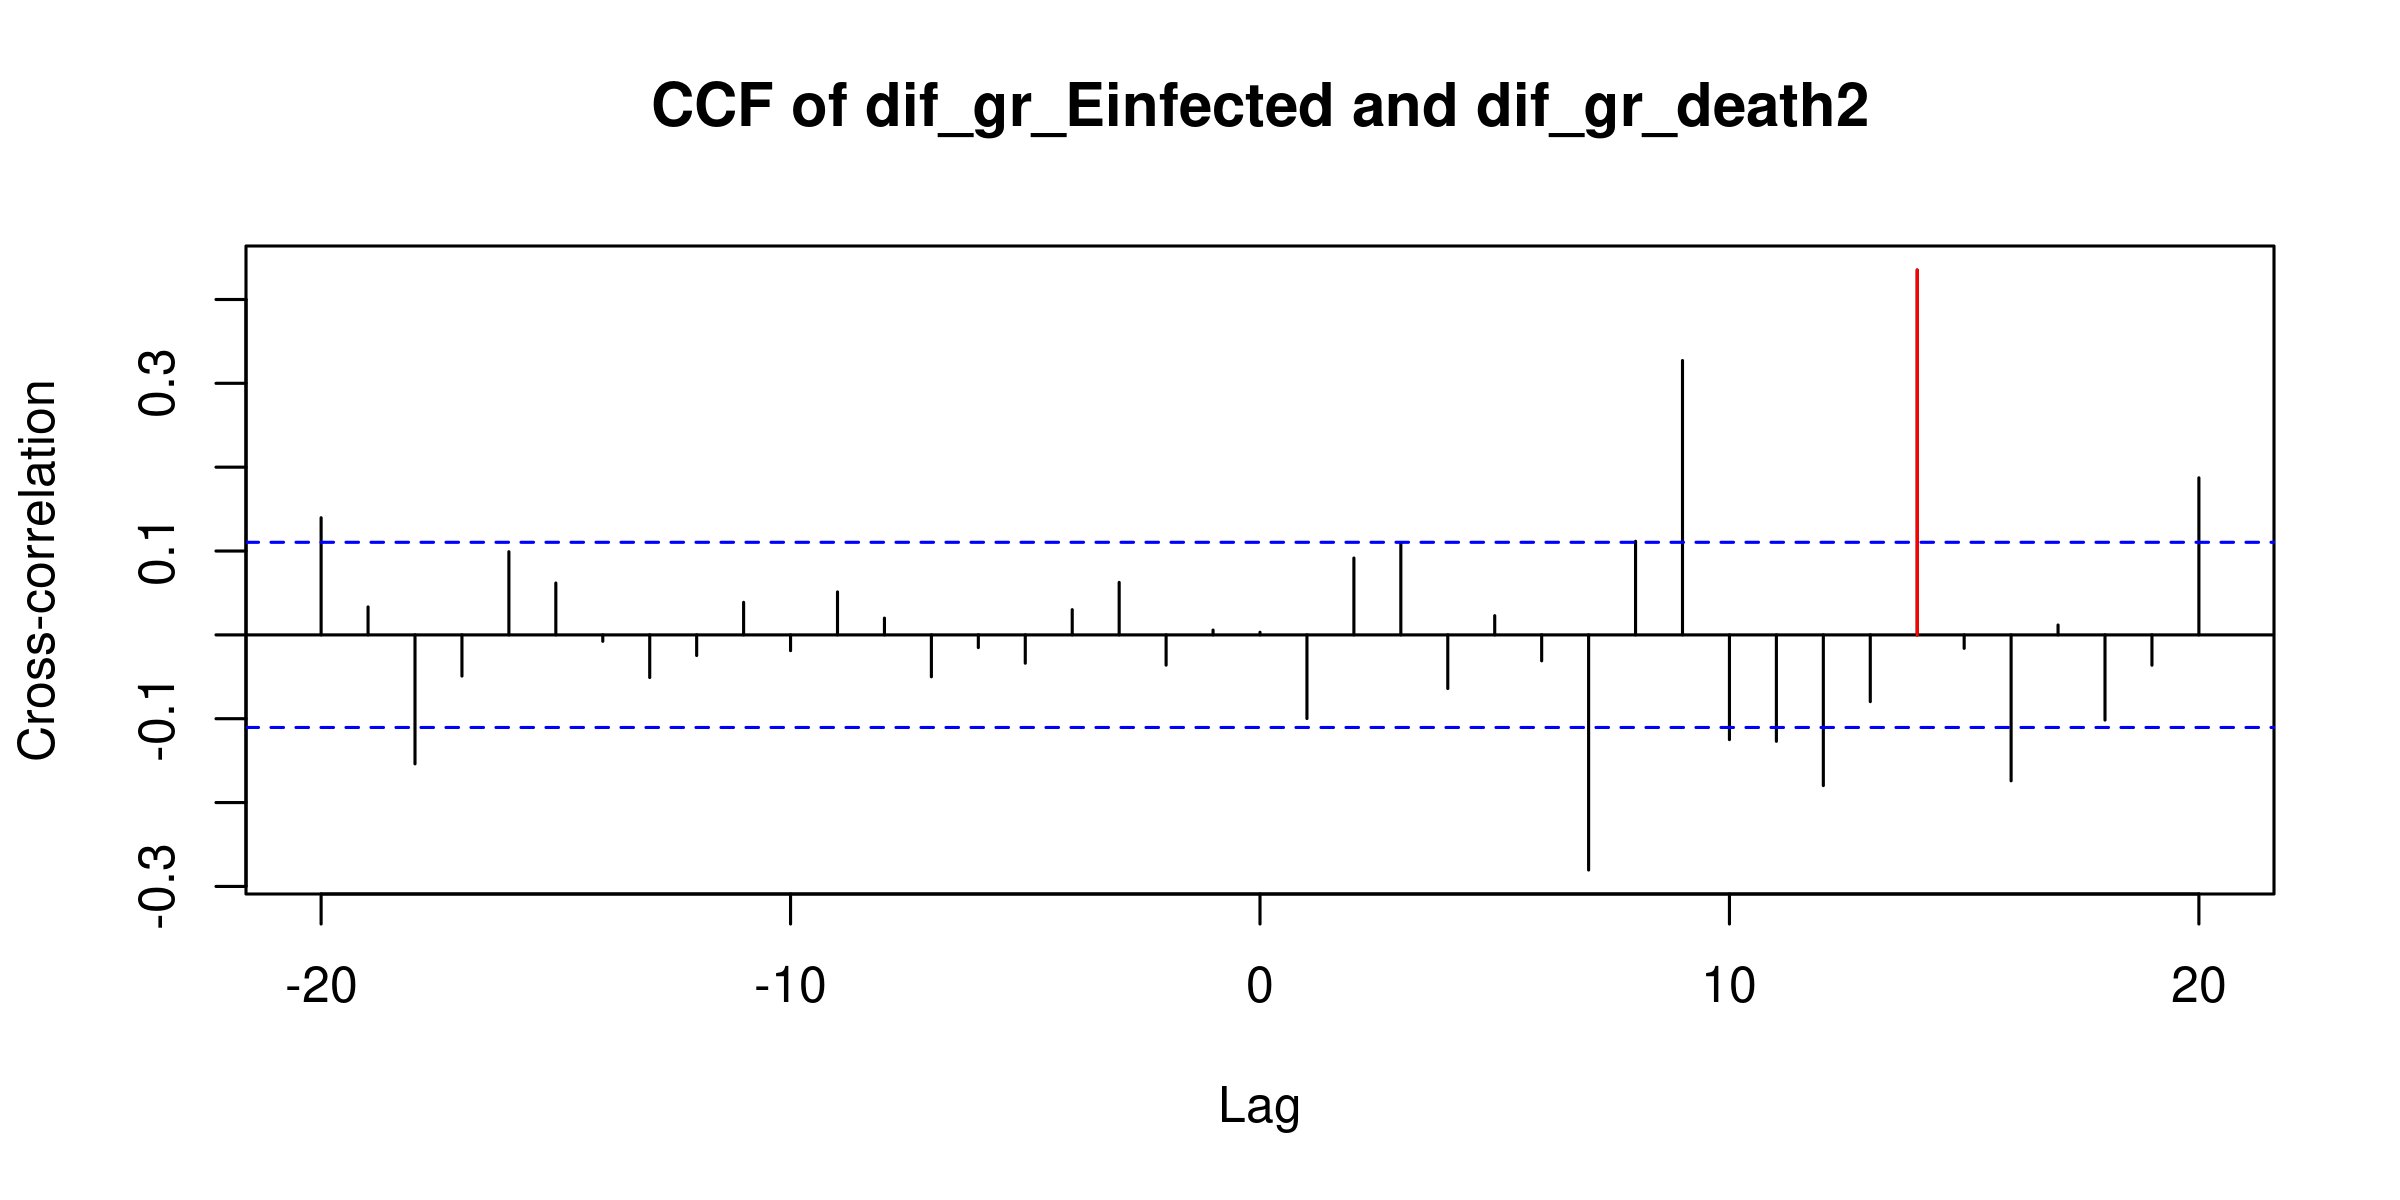 CCF of dif_gr_Einfected and dif_gr_death2
Cross-correlation
0.3
0.1
-0.1
-0.3
-20 -10 0 10 20
Lag